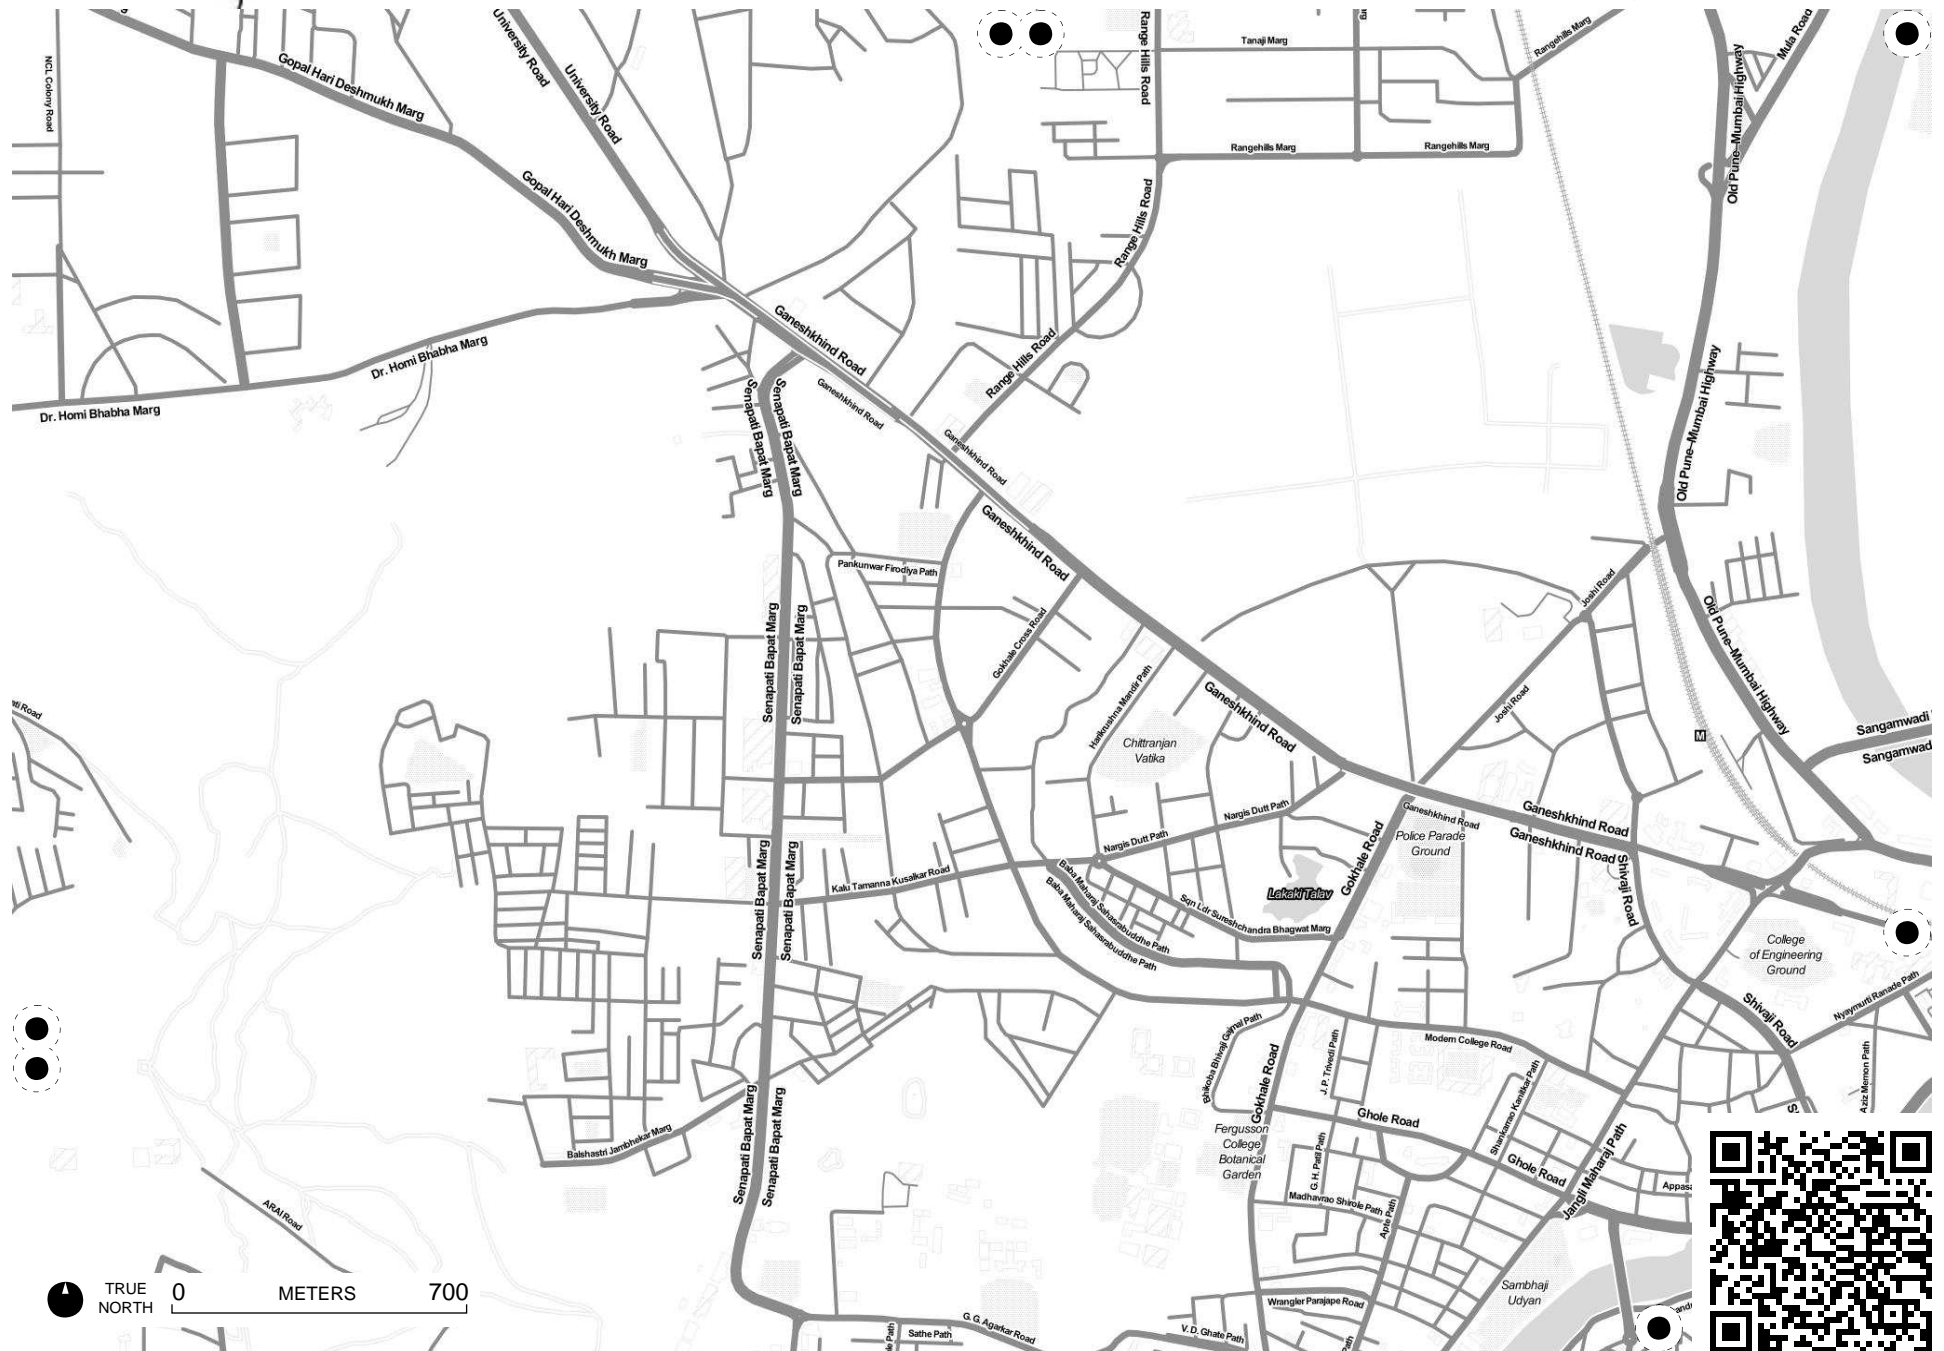 NCL Colony Road
Gopal Hari Deshmukh Marg
University Road
University Road
Range Hills Road
Tanaji Marg
Rangehills Marg
Mula Road
Old Pune–Mumbai Highway
Rangehills Marg
Rangehills Marg
Gopal Hari Deshmukh Marg
Range Hills Road
Ganeshkhind Road
Dr. Homi Bhabha Marg
Range Hills Road
Ganeshkhind Road
Dr. Homi Bhabha Marg
Senapati Bapat Marg
Senapati Bapat Marg
Old Pune–Mumbai Highway
Ganeshkhind Road
Ganeshkhind Road
Pankunwar Firodiya Path
Joshi Road
Gokhale Cross Road
Senapati Bapat Marg
Senapati Bapat Marg
Old Pune–Mumbai Highway
Harikrushna Mandir Path
Ganeshkhind Road
Joshi Road
ati Road
Chittranjan
Vatika
M
Sangamwadi
Sangamwad
Nargis Dutt Path
Nargis Dutt Path
Ganeshkhind Road
Ganeshkhind Road
Ganeshkhind Road
Police Parade
Ground
Gokhale Road
Shivaji Road
Senapati Bapat Marg
Senapati Bapat Marg
Kalu Tamanna Kusalkar Road
Baba Maharaj Sahasrabuddhe Path
Baba Maharaj Sahasrabuddhe Path
Sqn Ldr Sureshchandra Bhagwat Marg
Lakaki Talav
College
of Engineering
Ground
Nyaymurti Ranade Path
Shivaji Road
Bhikoba Bhivaji Gajmal Path
Gokhale Road
J. P. Trivedi Path
Modern College Road
Shankarrao Kanitkar Path
Aziz Memon Path
Ghole Road
Ghole Road
Fergusson
College
Botanical
Garden
G. H. Patil Path
Madhavrao Shirole Path
Apte Path
Jangli Maharaj Path
Appasa
Senapati Bapat Marg
Senapati Bapat Marg
Balshastri Jambhekar Marg
ARAI Road
Sambhaji
Udyan
Wrangler Parajape Road
V. D. Ghate Path
G. G. Agarkar Road
Sathe Path
TRUE
NORTH
0 METERS 700